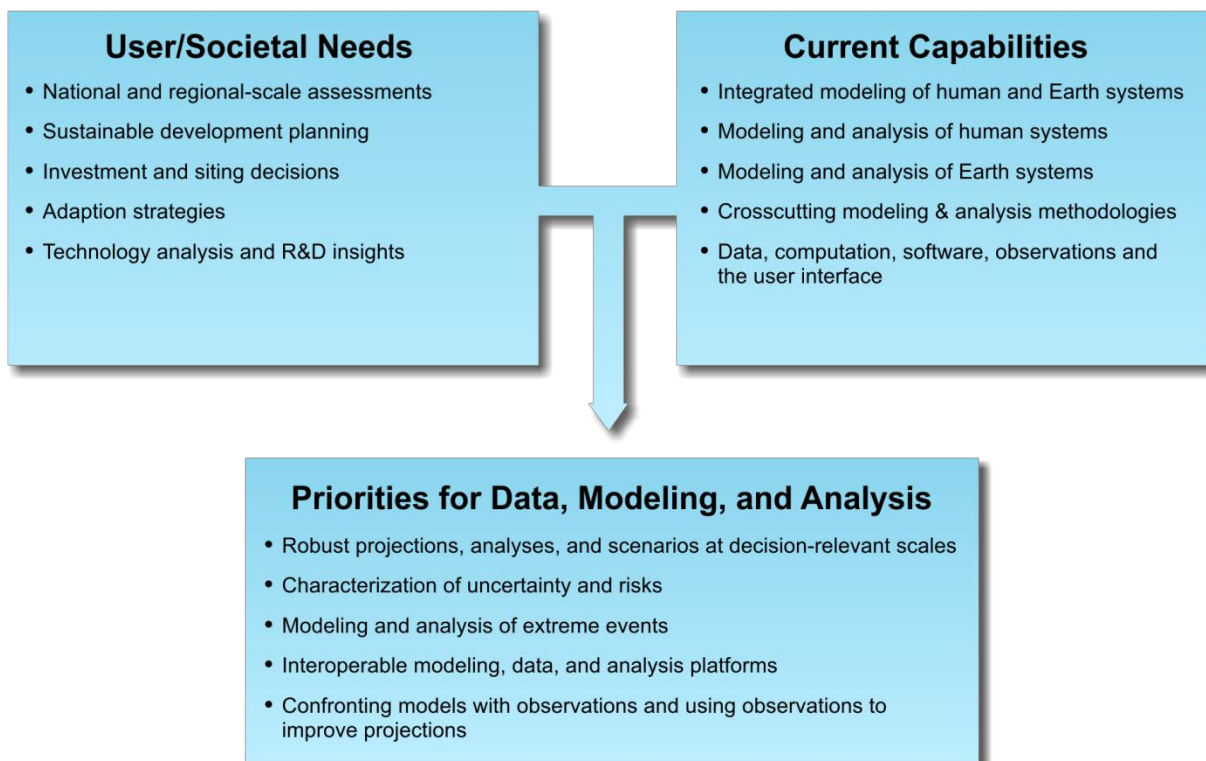 User/Societal Needs
• National and regional-scale assessments
• Sustainable development planning
• Investment and siting decisions
• Adaption strategies
• Technology analysis and R&D insights
Current Capabilities
• Integrated modeling of human and Earth systems
• Modeling and analysis of human systems
• Modeling and analysis of Earth systems
• Crosscutting modeling & analysis methodologies
• Data, computation, software, observations and
the user interface
Priorities for Data, Modeling, and Analysis
• Robust projections, analyses, and scenarios at decision-relevant scales
• Characterization of uncertainty and risks
• Modeling and analysis of extreme events
• Interoperable modeling, data, and analysis platforms
• Confronting models with observations and using observations to
improve projections